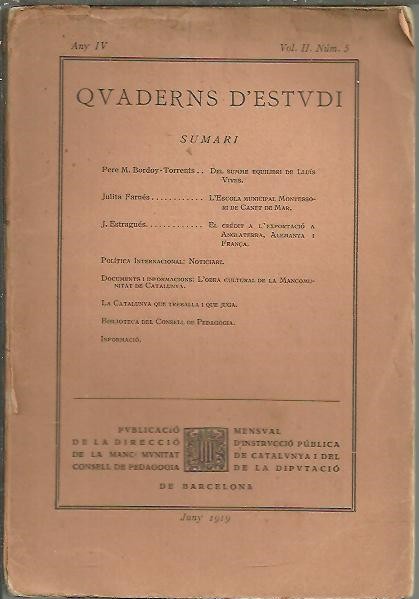 Any IV Vol. II. Núm. 5
QVADERNS D'ESTVDI
SUMARI
Pere M. Bordoy-Torrents .. Del summe equilibri de Lluís
Vives.
Julita Farnés ............ L'Escola municipal Montesso-
ri de Canet de Mar.
J. Estragués. ............ El crèdit a l'exportació a
Anglaterra, Alemanya i
França.
Política Internacional: Noticiari.
Documents i informacions: L'obra cultural de la Mancomu-
nitat de Catalunya.
La Catalunya que treballa i que juga.
Biblioteca del Consell de Pedagogia.
Informació.
PVBLICACIÓ MENSVAL
DE LA DIRECCIÓ D'INSTRVCCIÓ PÚBLICA
DE LA MANCOMVNITAT DE CATALVNYA I DEL
CONSELL DE PEDAGOGIA DE LA DIPVTACIÓ
DE BARCELONA
Juny 1919